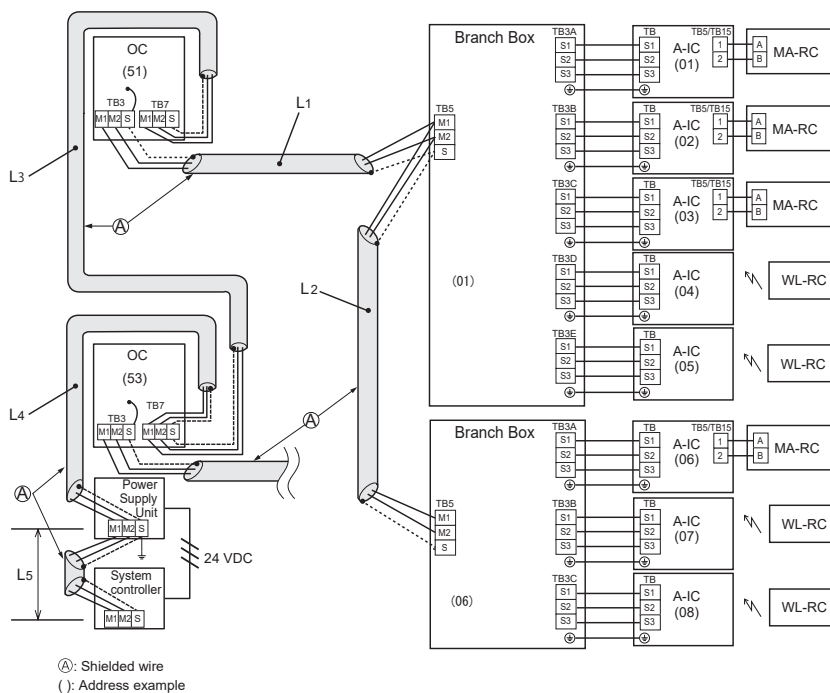 OC
(51)
TB3 TB7
M1 M2 S M1 M2 S
L1
L3
A
TB5
M1
M2
S
L2
Branch Box
(01)
TB3A
S1
S2
S3
TB
S1
S2
S3
A-IC
(01)
TB5/TB15
1
2
A
B
MA-RC
TB3B
S1
S2
S3
TB
S1
S2
S3
A-IC
(02)
TB5/TB15
1
2
A
B
MA-RC
TB3C
S1
S2
S3
TB
S1
S2
S3
A-IC
(03)
TB5/TB15
1
2
A
B
MA-RC
TB3D
S1
S2
S3
TB
S1
S2
S3
A-IC
(04)
WL-RC
TB3E
S1
S2
S3
TB
S1
S2
S3
A-IC
(05)
WL-RC
OC
(53)
TB3 TB7
M1 M2 S M1 M2 S
L4
A
A
Power
Supply
Unit
M1 M2 S
24 VDC
L5
System
controller
M1 M2 S
TB5
M1
M2
S
Branch Box
(06)
TB3A
S1
S2
S3
TB
S1
S2
S3
A-IC
(06)
TB5/TB15
1
2
A
B
MA-RC
TB3B
S1
S2
S3
TB
S1
S2
S3
A-IC
(07)
WL-RC
TB3C
S1
S2
S3
TB
S1
S2
S3
A-IC
(08)
WL-RC
Ⓐ: Shielded wire
( ): Address example